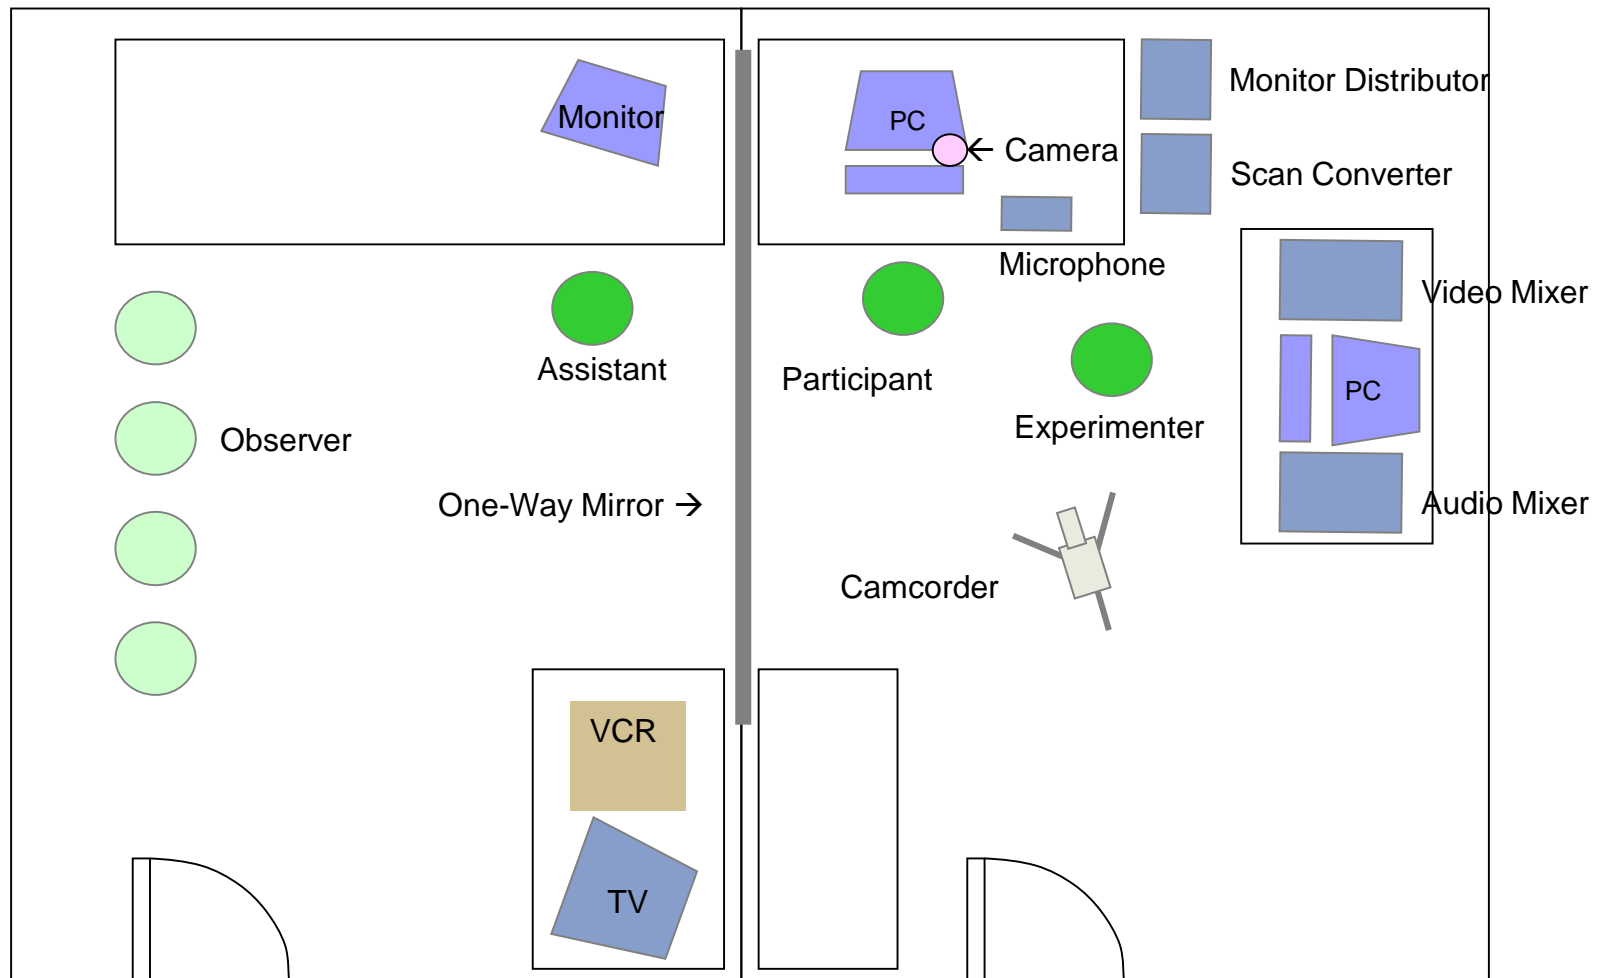 Monitor Distributor
Monitor
PC
← Camera
Scan Converter
Microphone
Video Mixer
Assistant
Participant
PC
Experimenter
Observer
One-Way Mirror →
Audio Mixer
Camcorder
VCR
TV